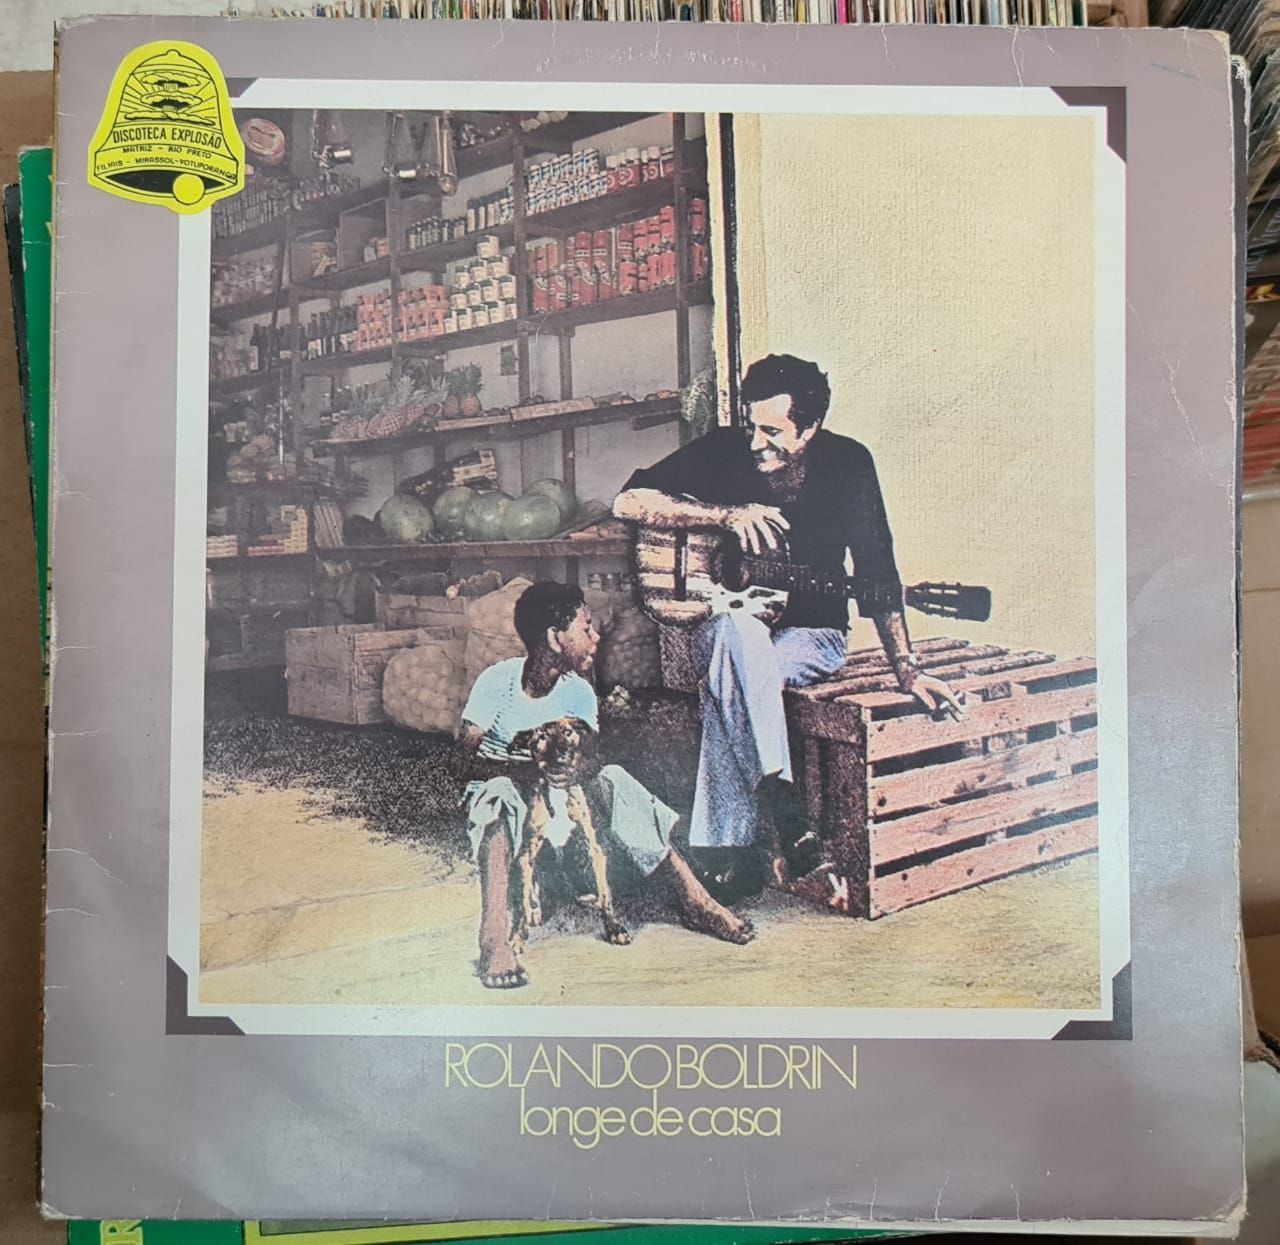 DISCOTECA EXPLOSÃO
MATRIZ - RIO PRETO
FILIAIS - MIRASSOL-VOTUPORANGA
ROLANDO BOLDRIN
longe de casa